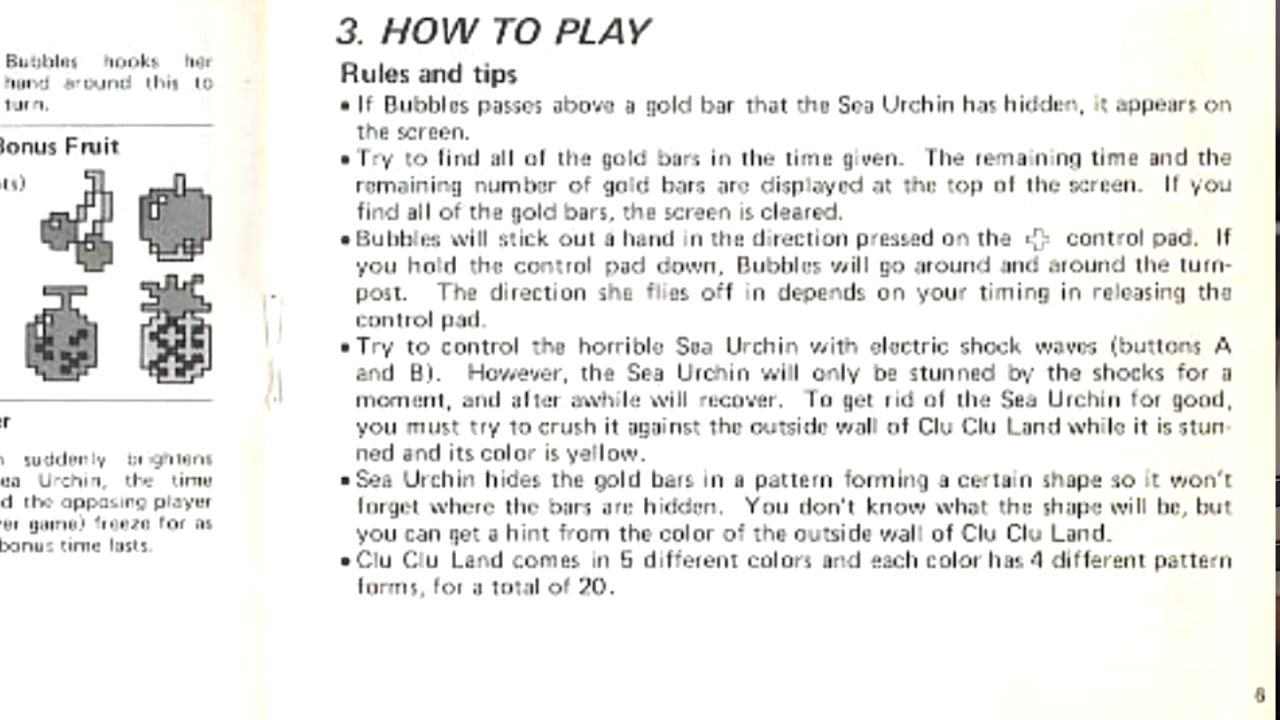 Bubbles hooks her
hand around this to
turn.
Bonus Fruit
ts)
er
n suddenly brightens
ea Urchin, the time
d the opposing player
er game) freeze for as
bonus time lasts.
3. HOW TO PLAY
Rules and tips
• If Bubbles passes above a gold bar that the Sea Urchin has hidden, it appears on
the screen.
• Try to find all of the gold bars in the time given. The remaining time and the
remaining number of gold bars are displayed at the top of the screen. If you
find all of the gold bars, the screen is cleared.
• Bubbles will stick out a hand in the direction pressed on the control pad. If
you hold the control pad down, Bubbles will go around and around the turn-
post. The direction she flies off in depends on your timing in releasing the
control pad.
• Try to control the horrible Sea Urchin with electric shock waves (buttons A
and B). However, the Sea Urchin will only be stunned by the shocks for a
moment, and after awhile will recover. To get rid of the Sea Urchin for good,
you must try to crush it against the outside wall of Clu Clu Land while it is stun-
ned and its color is yellow.
• Sea Urchin hides the gold bars in a pattern forming a certain shape so it won't
forget where the bars are hidden. You don't know what the shape will be, but
you can get a hint from the color of the outside wall of Clu Clu Land.
• Clu Clu Land comes in 5 different colors and each color has 4 different pattern
forms, for a total of 20.
6